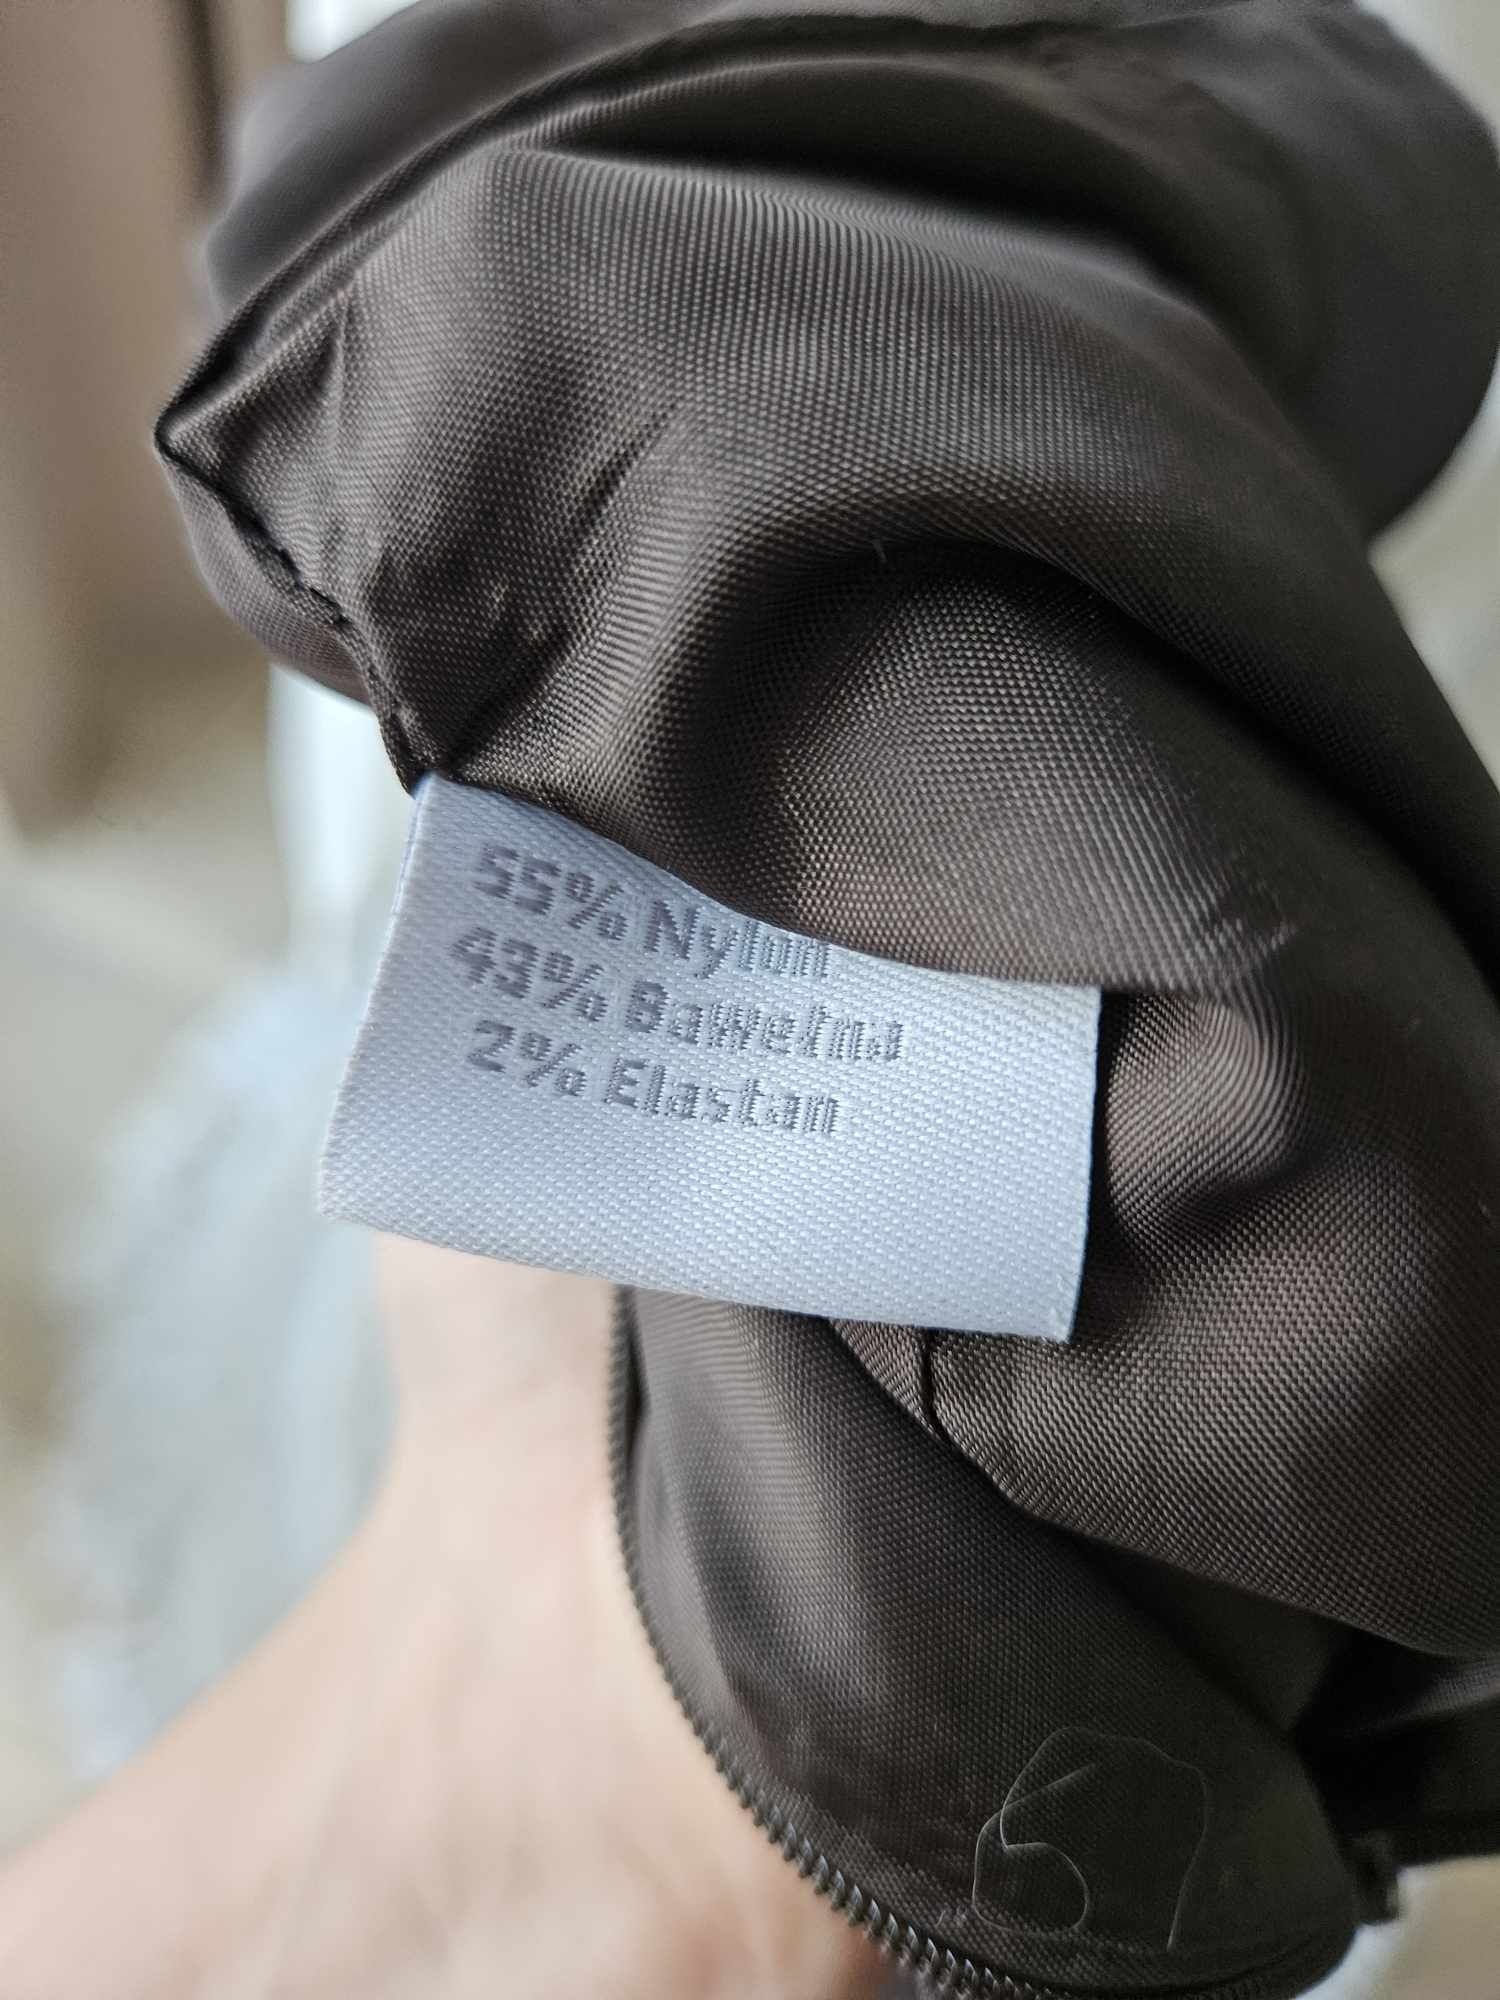 55% Nylon
43% Bawełna
2% Elastan